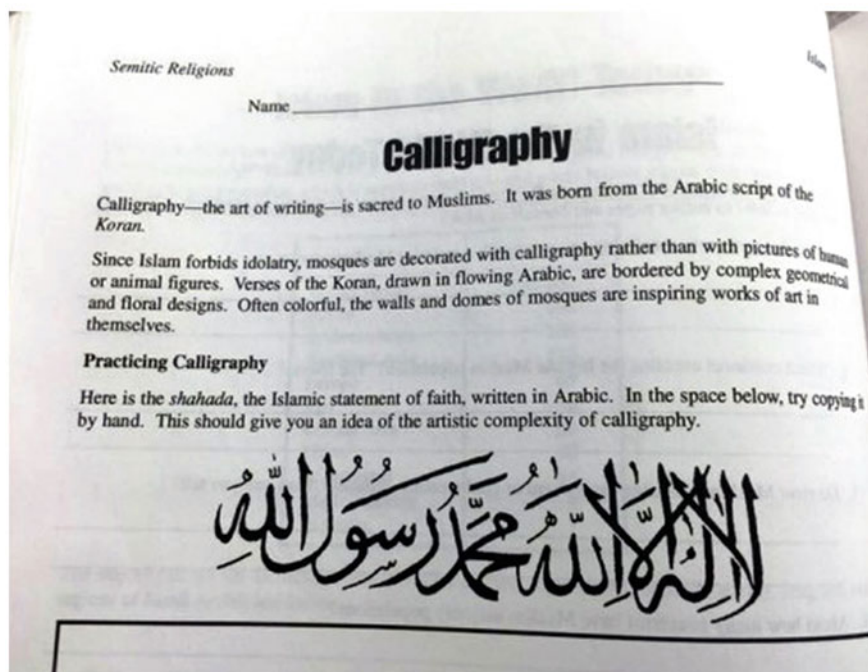 Semitic Religions
Islam
Name
Calligraphy
Calligraphy—the art of writing—is sacred to Muslims. It was born from the Arabic script of the
Koran.
Since Islam forbids idolatry, mosques are decorated with calligraphy rather than with pictures of human
or animal figures. Verses of the Koran, drawn in flowing Arabic, are bordered by complex geometrical
and floral designs. Often colorful, the walls and domes of mosques are inspiring works of art in
themselves.
Practicing Calligraphy
Here is the shahada, the Islamic statement of faith, written in Arabic. In the space below, try copying it
by hand. This should give you an idea of the artistic complexity of calligraphy.
لا إله إلا الله محمد رسول الله